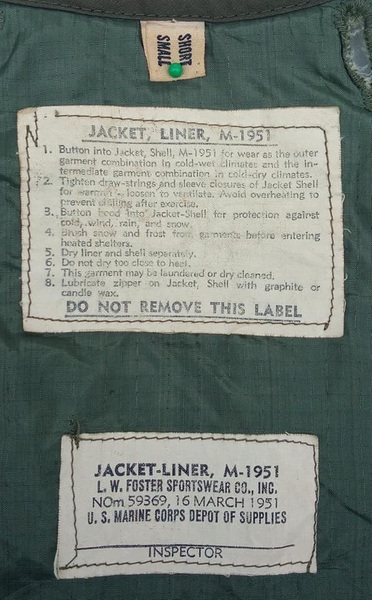 SHORT
SMALL
JACKET, LINER, M-1951
1. Button into Jacket, Shell, M-1951 for wear as the outer
garment combination in cold-wet climates and the in-
termediate garment combination in cold-dry climates.
2. Tighten draw-strings and sleeve closures of Jacket Shell
for warmth - loosen to ventilate. Avoid overheating to
prevent chilling after exercise.
3. Button hood into Jacket-Shell for protection against
cold, wind, rain, and snow.
4. Brush snow and frost from garments before entering
heated shelters.
5. Dry liner and shell separately.
6. Do not dry too close to heat.
7. This garment may be laundered or dry cleaned.
8. Lubricate zipper on Jacket, Shell with graphite or
candle wax.
DO NOT REMOVE THIS LABEL
JACKET-LINER, M-1951
L. W. FOSTER SPORTSWEAR CO., INC.
NOm 59369, 16 MARCH 1951
U. S. MARINE CORPS DEPOT OF SUPPLIES
INSPECTOR